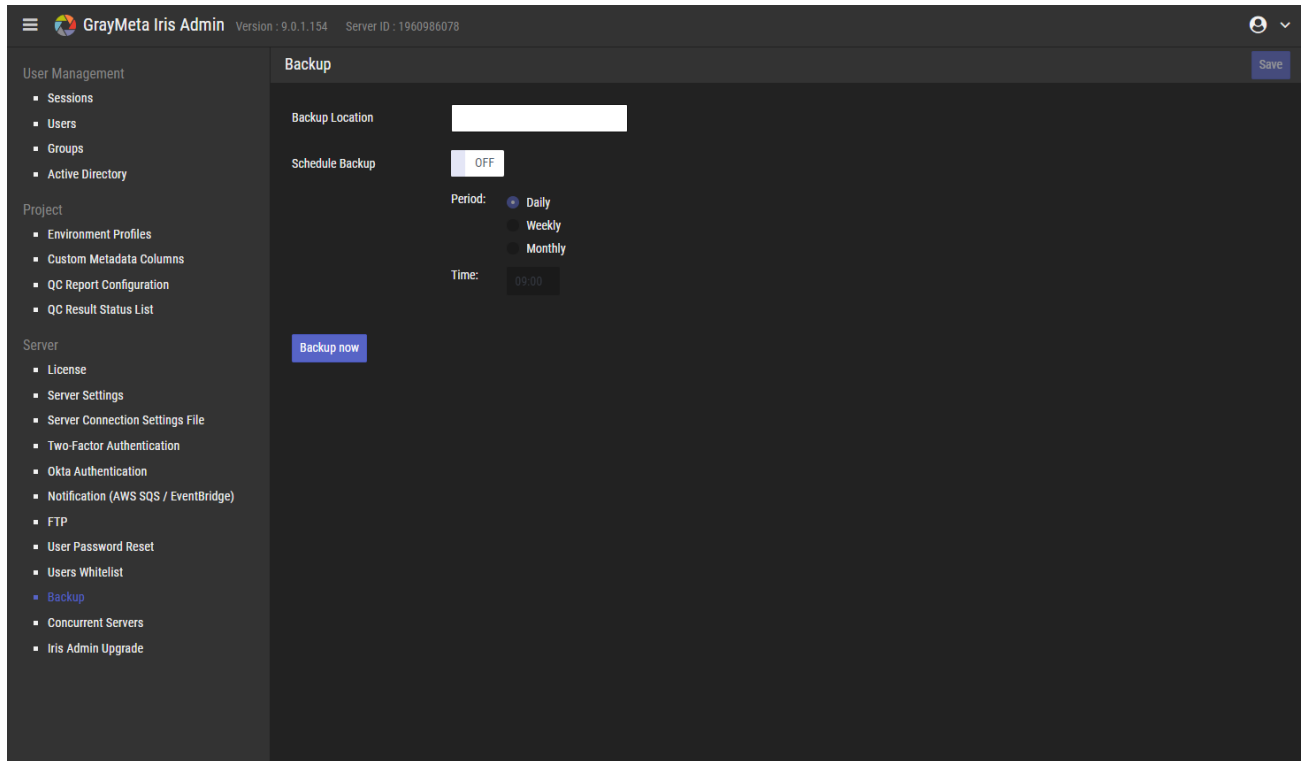 GrayMeta Iris Admin Version : 9.0.1.154 Server ID : 1960986078
User Management
Sessions
Users
Groups
Active Directory
Project
Environment Profiles
Custom Metadata Columns
QC Report Configuration
QC Result Status List
Server
License
Server Settings
Server Connection Settings File
Two-Factor Authentication
Okta Authentication
Notification (AWS SQS / EventBridge)
FTP
User Password Reset
Users Whitelist
Backup
Concurrent Servers
Iris Admin Upgrade
Backup
Save
Backup Location
Schedule Backup OFF
Period: Daily
Weekly
Monthly
Time: 09:00
Backup now